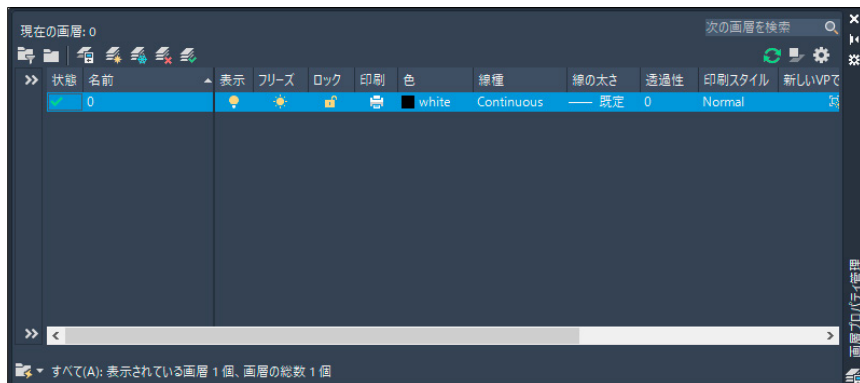 現在の画層: 0
次の画層を検索
状態 名前 表示 フリーズ ロック 印刷 色 線種 線の太さ 透過性 印刷スタイル 新しいVPで
0 white Continuous 既定 0 Normal
すべて(A): 表示されている画層 1 個、画層の総数 1 個
画層プロパティ管理